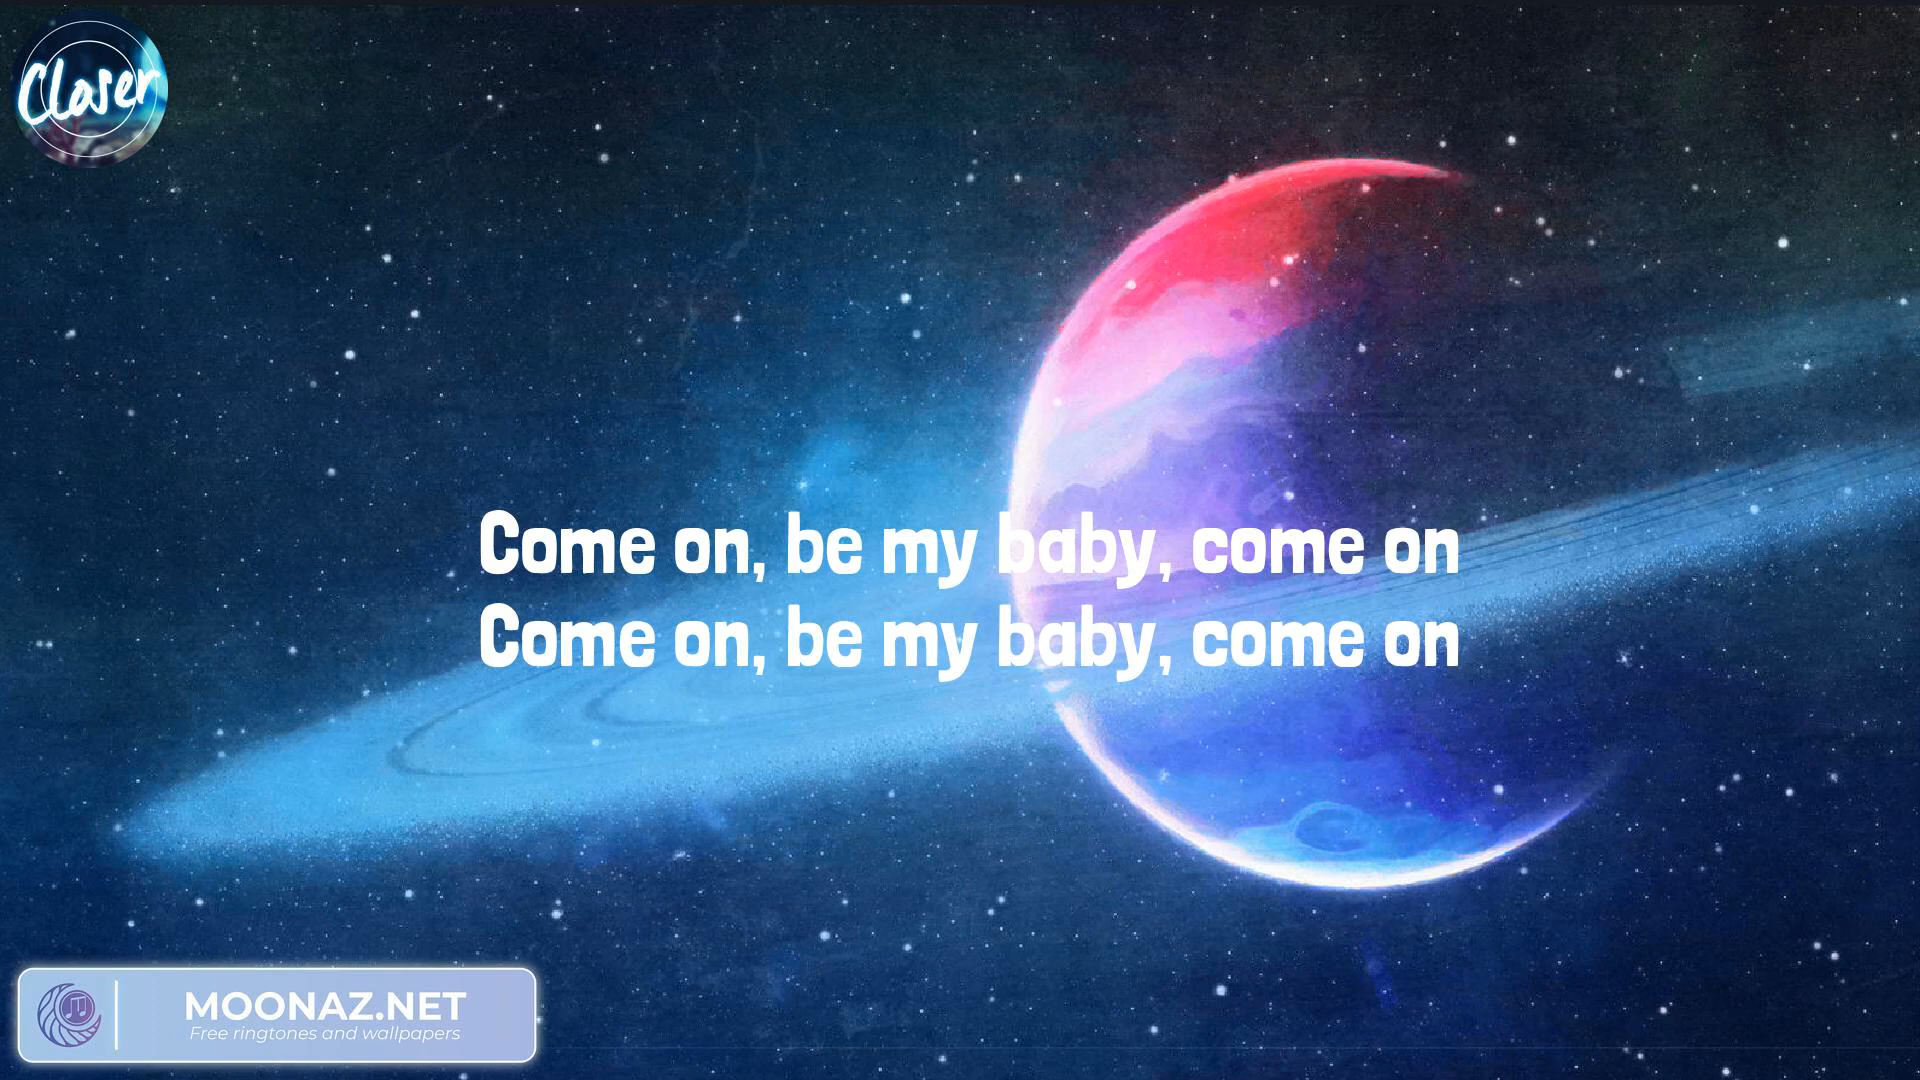 Closer
Come on, be my baby, come on
Come on, be my baby, come on
MOONAZ.NET
Free ringtones and wallpapers